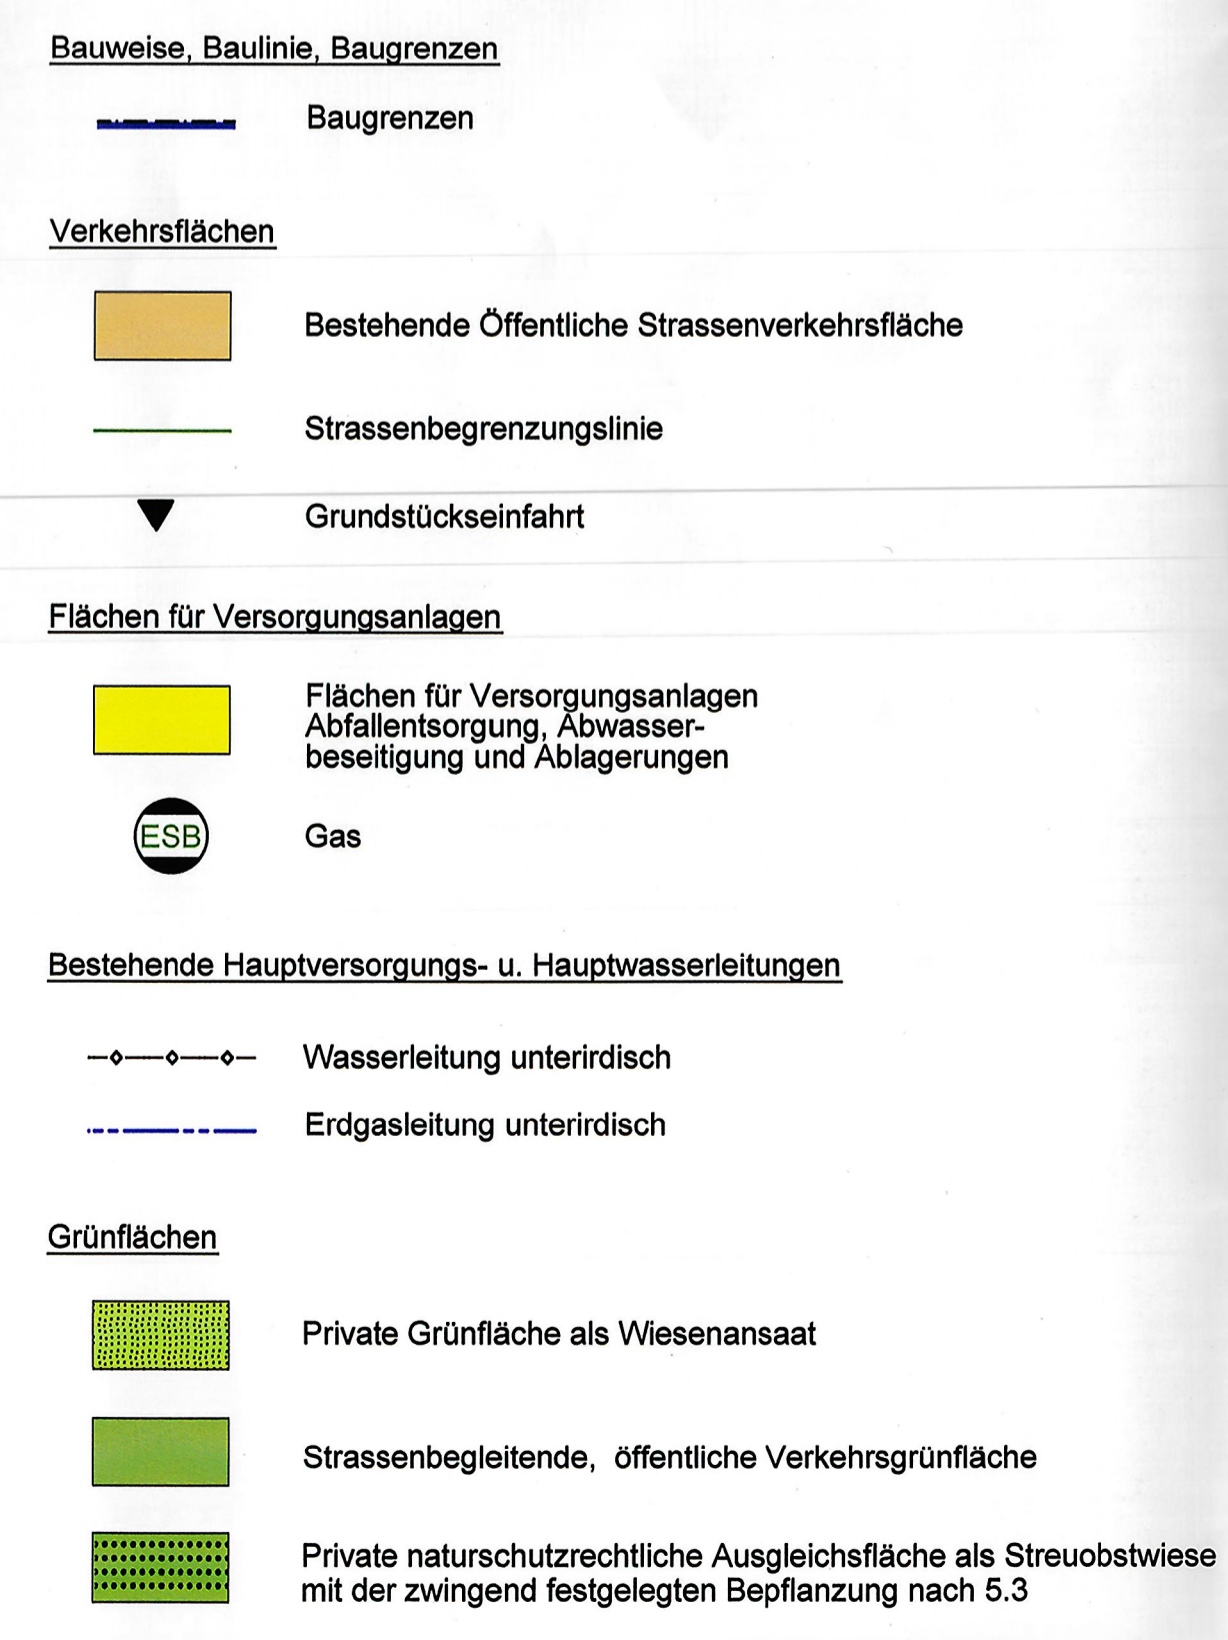 Bauweise, Baulinie, Baugrenzen
Baugrenzen
Verkehrsflächen
Bestehende Öffentliche Strassenverkehrsfläche
Strassenbegrenzungslinie
Grundstückseinfahrt
Flächen für Versorgungsanlagen
Flächen für Versorgungsanlagen
Abfallentsorgung, Abwasser-
beseitigung und Ablagerungen
ESB
Gas
Bestehende Hauptversorgungs- u. Hauptwasserleitungen
Wasserleitung unterirdisch
Erdgasleitung unterirdisch
Grünflächen
Private Grünfläche als Wiesenansaat
Strassenbegleitende, öffentliche Verkehrsgrünfläche
Private naturschutzrechtliche Ausgleichsfläche als Streuobstwiese
mit der zwingend festgelegten Bepflanzung nach 5.3